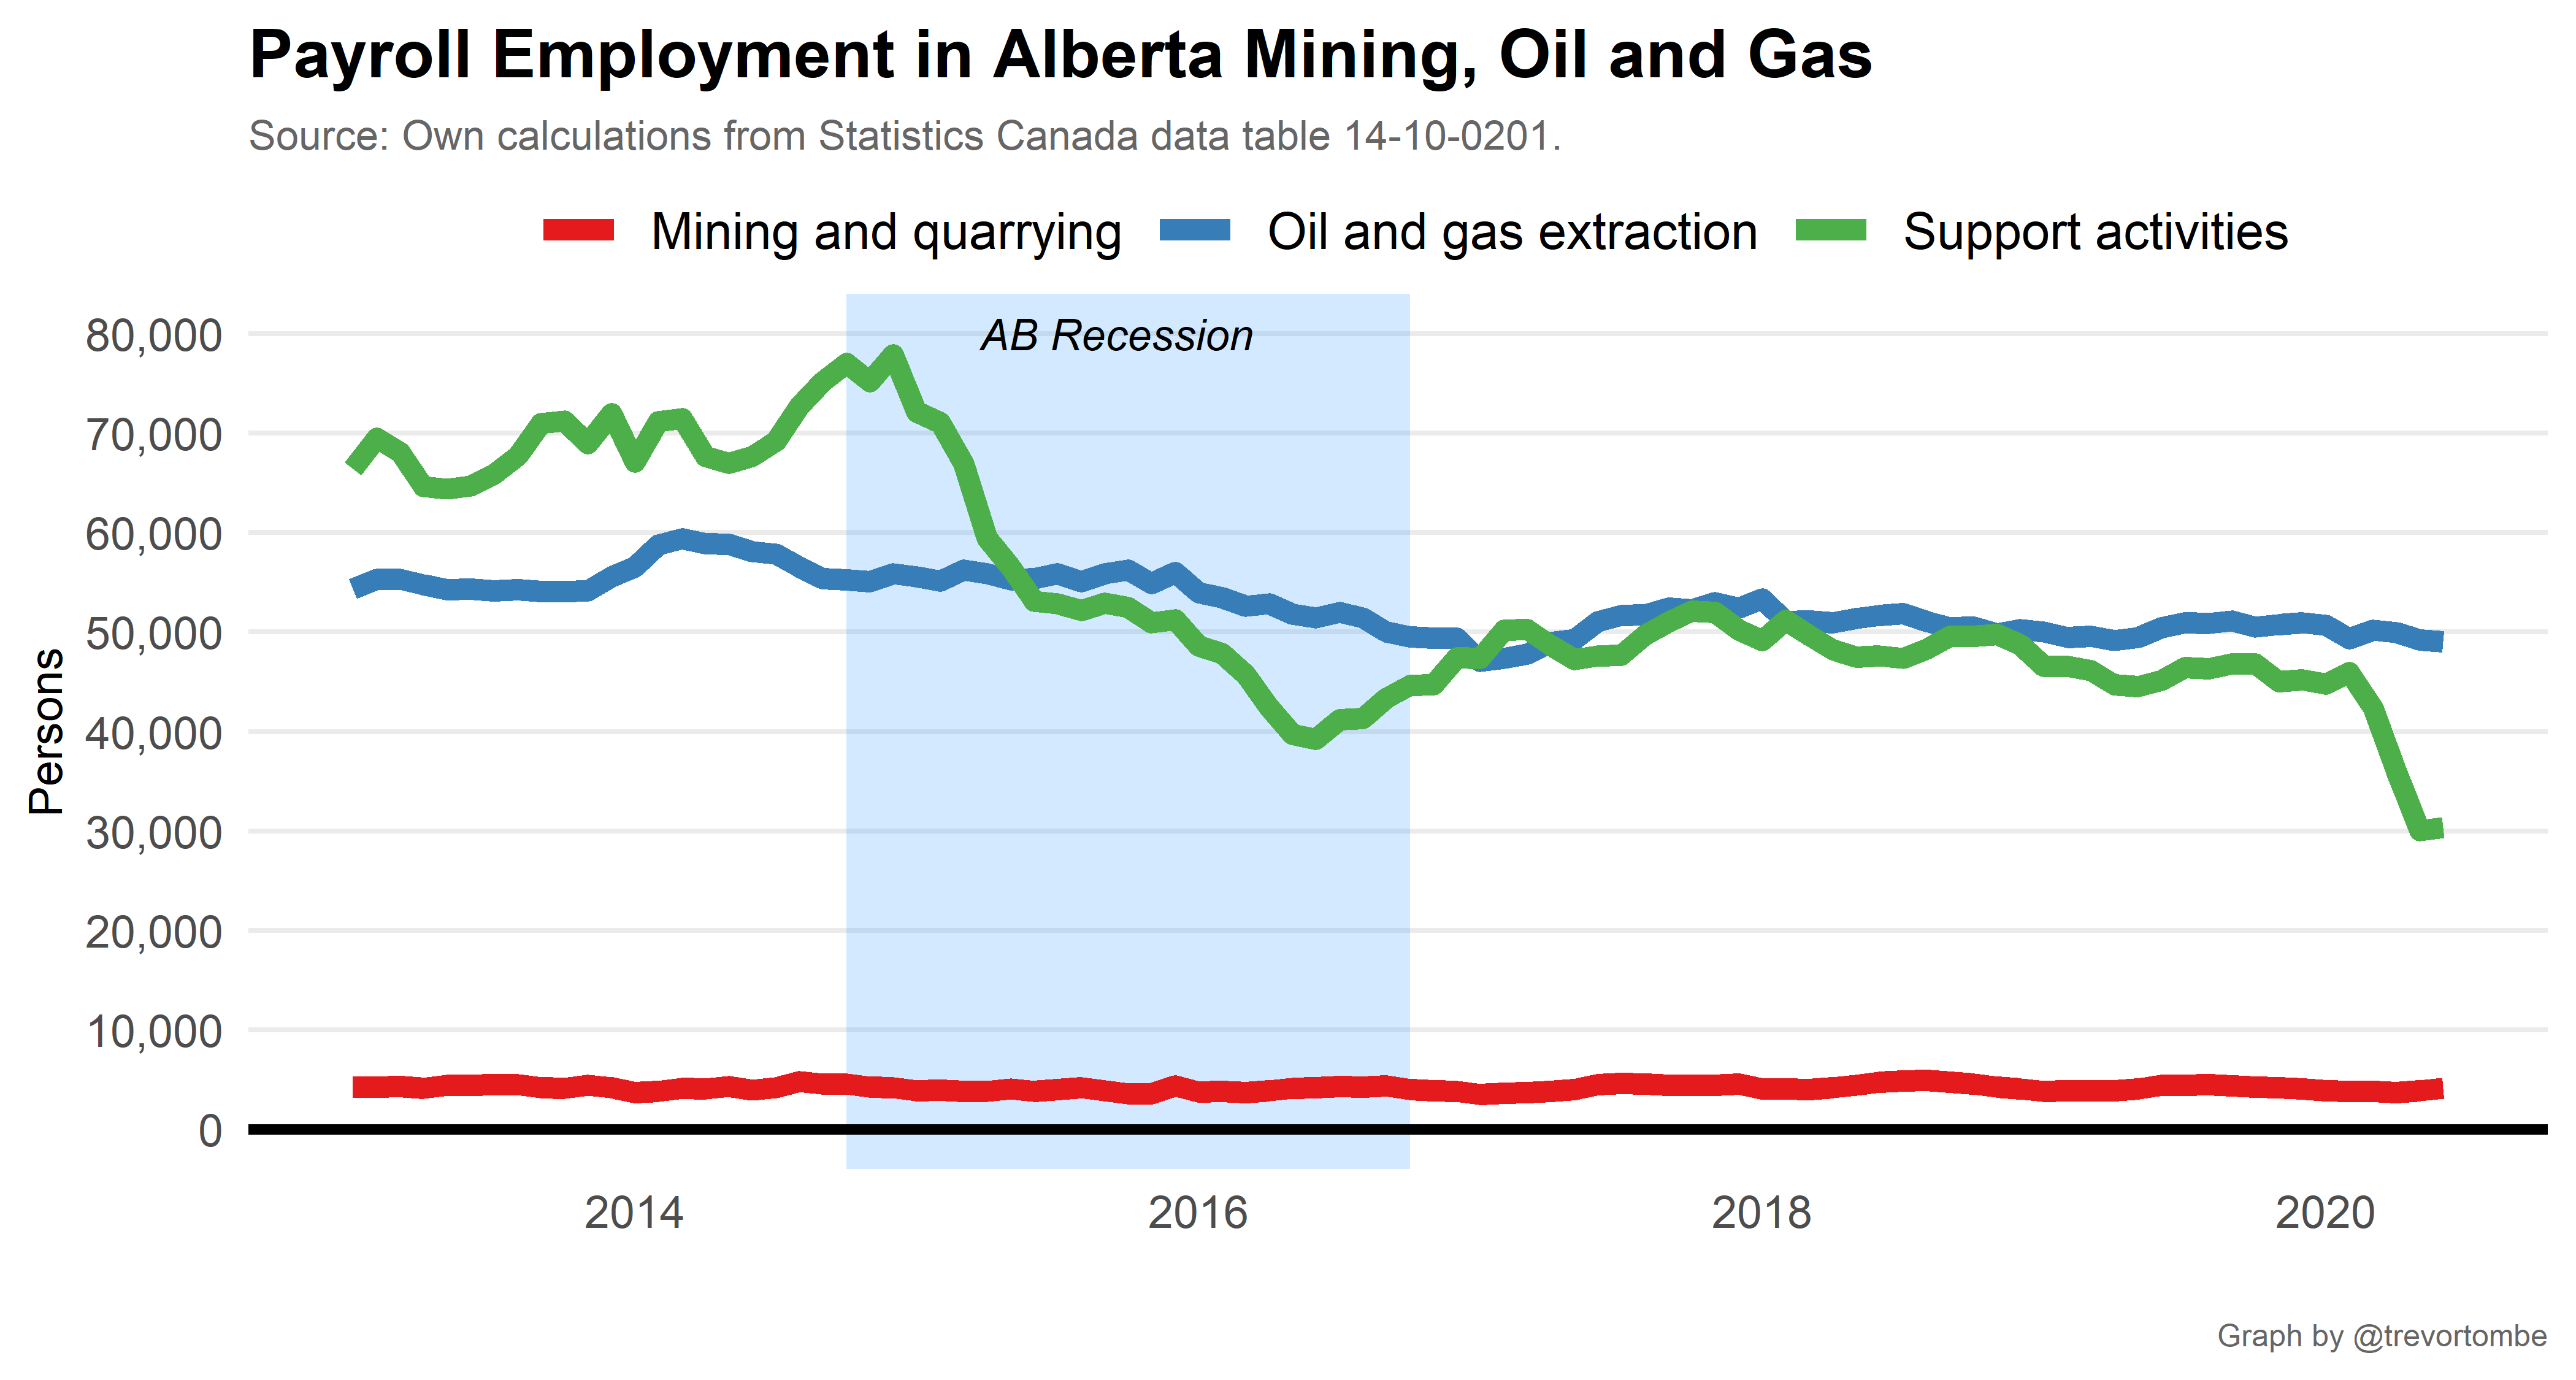 Payroll Employment in Alberta Mining, Oil and Gas
Source: Own calculations from Statistics Canada data table 14-10-0201.
Mining and quarrying Oil and gas extraction Support activities
AB Recession
Persons
80,000
70,000
60,000
50,000
40,000
30,000
20,000
10,000
0
2014 2016 2018 2020
Graph by @trevortombe